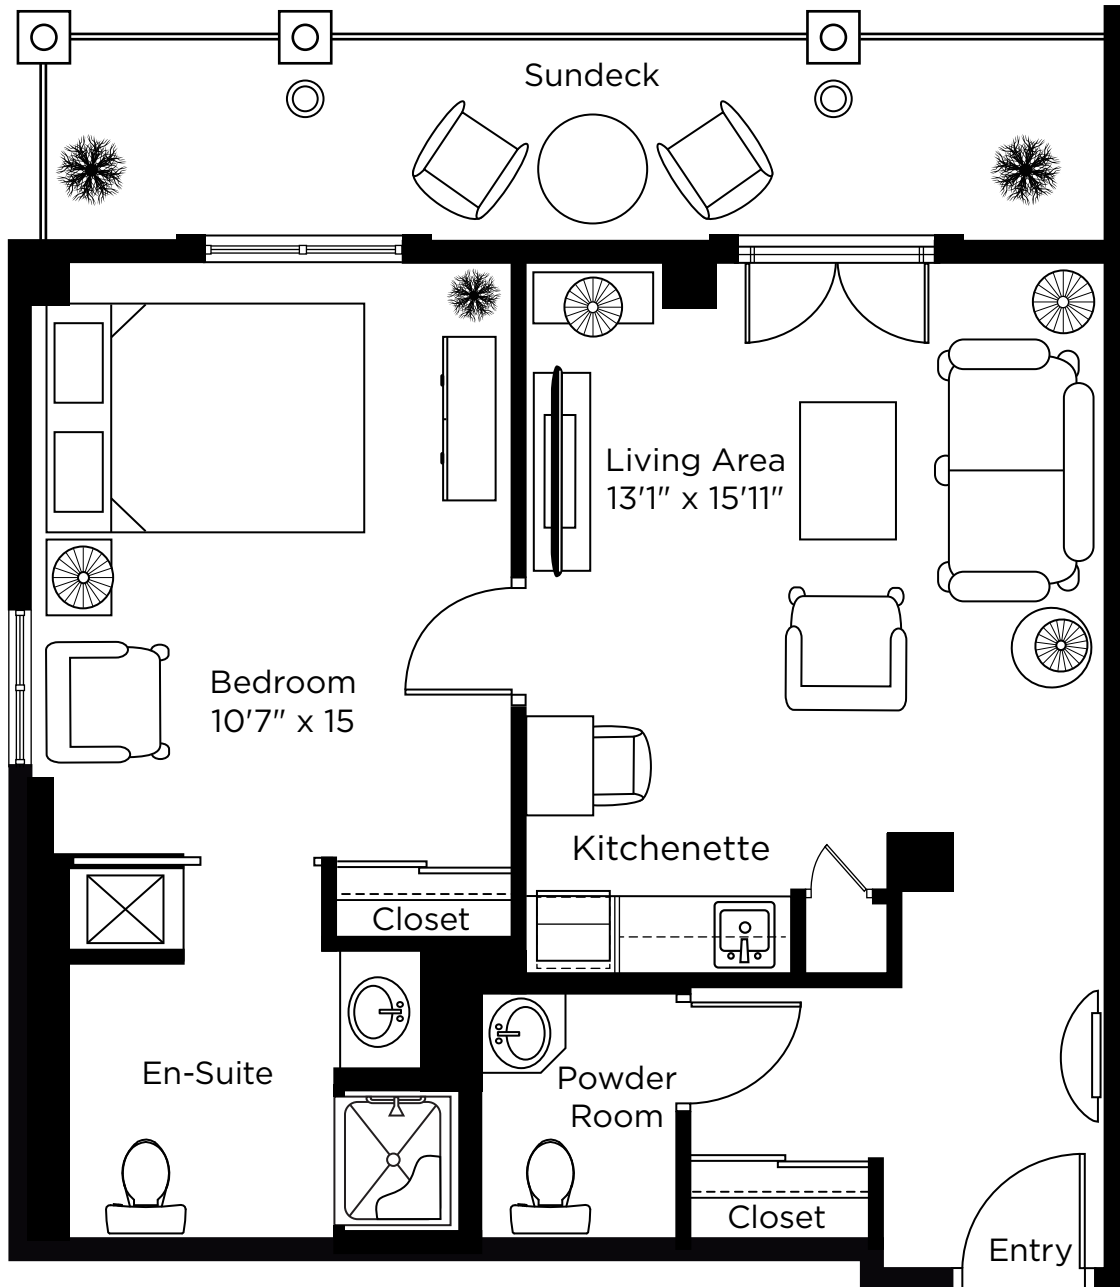 Sundeck
Living Area
13'1" x 15'11"
Bedroom
10'7" x 15
Kitchenette
Closet
En-Suite
Powder
Room
Closet
Entry